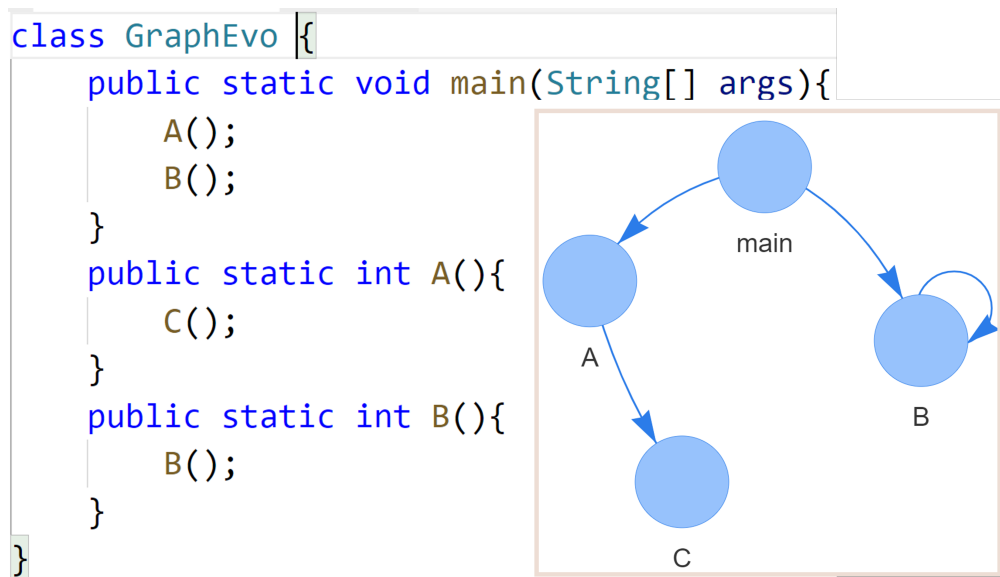 class GraphEvo {
public static void main(String[] args){
A();
B();
}
public static int A(){
C();
}
public static int B(){
B();
}
}
main
A
B
C